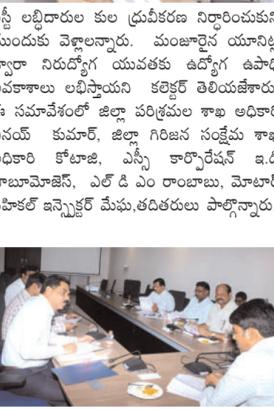 స్టీ లబ్ధిదారుల కుల ధ్రువీకరణ నిర్ధారించుకుని
ముందుకు వెళ్లాలన్నారు. మంజూరైన యూనిట్ల
ద్వారా నిరుద్యోగ యువతకు ఉద్యోగ ఉపాధి
అవకాశాలు లభిస్తాయని కలెక్టర్ తెలియజేశారు.
ఈ సమావేశంలో జిల్లా పరిశ్రమల శాఖ అధికారి
వినయ్ కుమార్, జిల్లా గిరిజన సంక్షేమ శాఖ
అధికారి కోటాజి, ఎస్సీ కార్పొరేషన్ ఇ.డి
బాబూమోజెస్, ఎల్ డి ఎం రాంబాబు, మోటార్
వెహికల్ ఇన్స్పెక్టర్ మేఘ,తదితరులు పాల్గొన్నారు